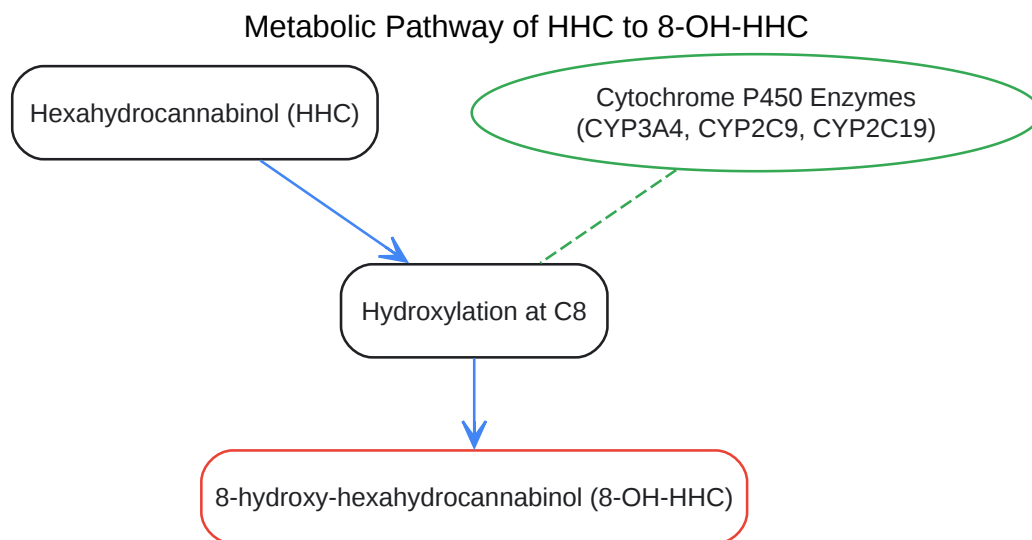 Metabolic Pathway of HHC to 8-OH-HHC
Hexahydrocannabinol (HHC)
Cytochrome P450 Enzymes
(CYP3A4, CYP2C9, CYP2C19)
Hydroxylation at C8
8-hydroxy-hexahydrocannabinol (8-OH-HHC)